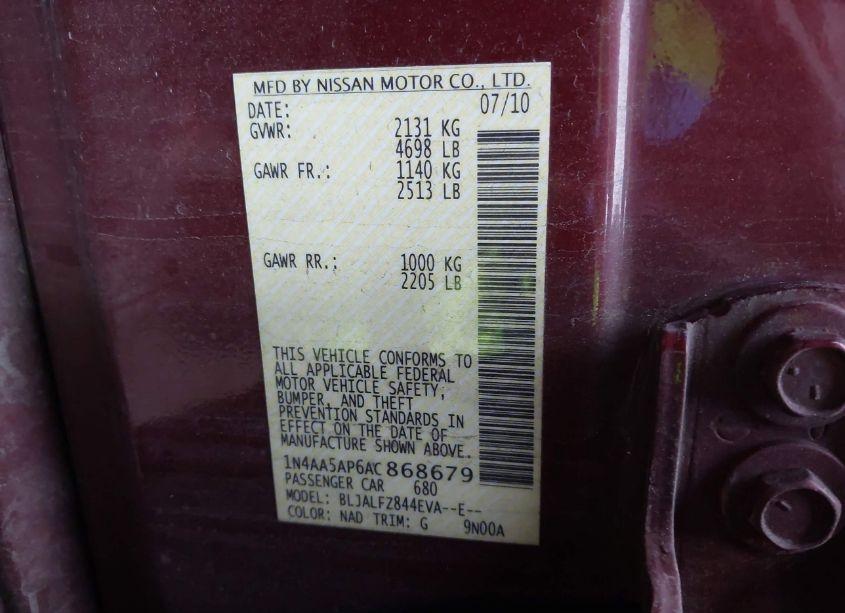 MFD BY NISSAN MOTOR CO., LTD.
DATE: 07/10
GVWR: 2131 KG
4698 LB
GAWR FR.: 1140 KG
2513 LB
GAWR RR.: 1000 KG
2205 LB
THIS VEHICLE CONFORMS TO
ALL APPLICABLE FEDERAL
MOTOR VEHICLE SAFETY,
BUMPER, AND THEFT
PREVENTION STANDARDS IN
EFFECT ON THE DATE OF
MANUFACTURE SHOWN ABOVE.
1N4AA5AP6AC868679
PASSENGER CAR 680
MODEL: BLJALFZ844EVA--E--
COLOR: NAD TRIM: G 9N00A